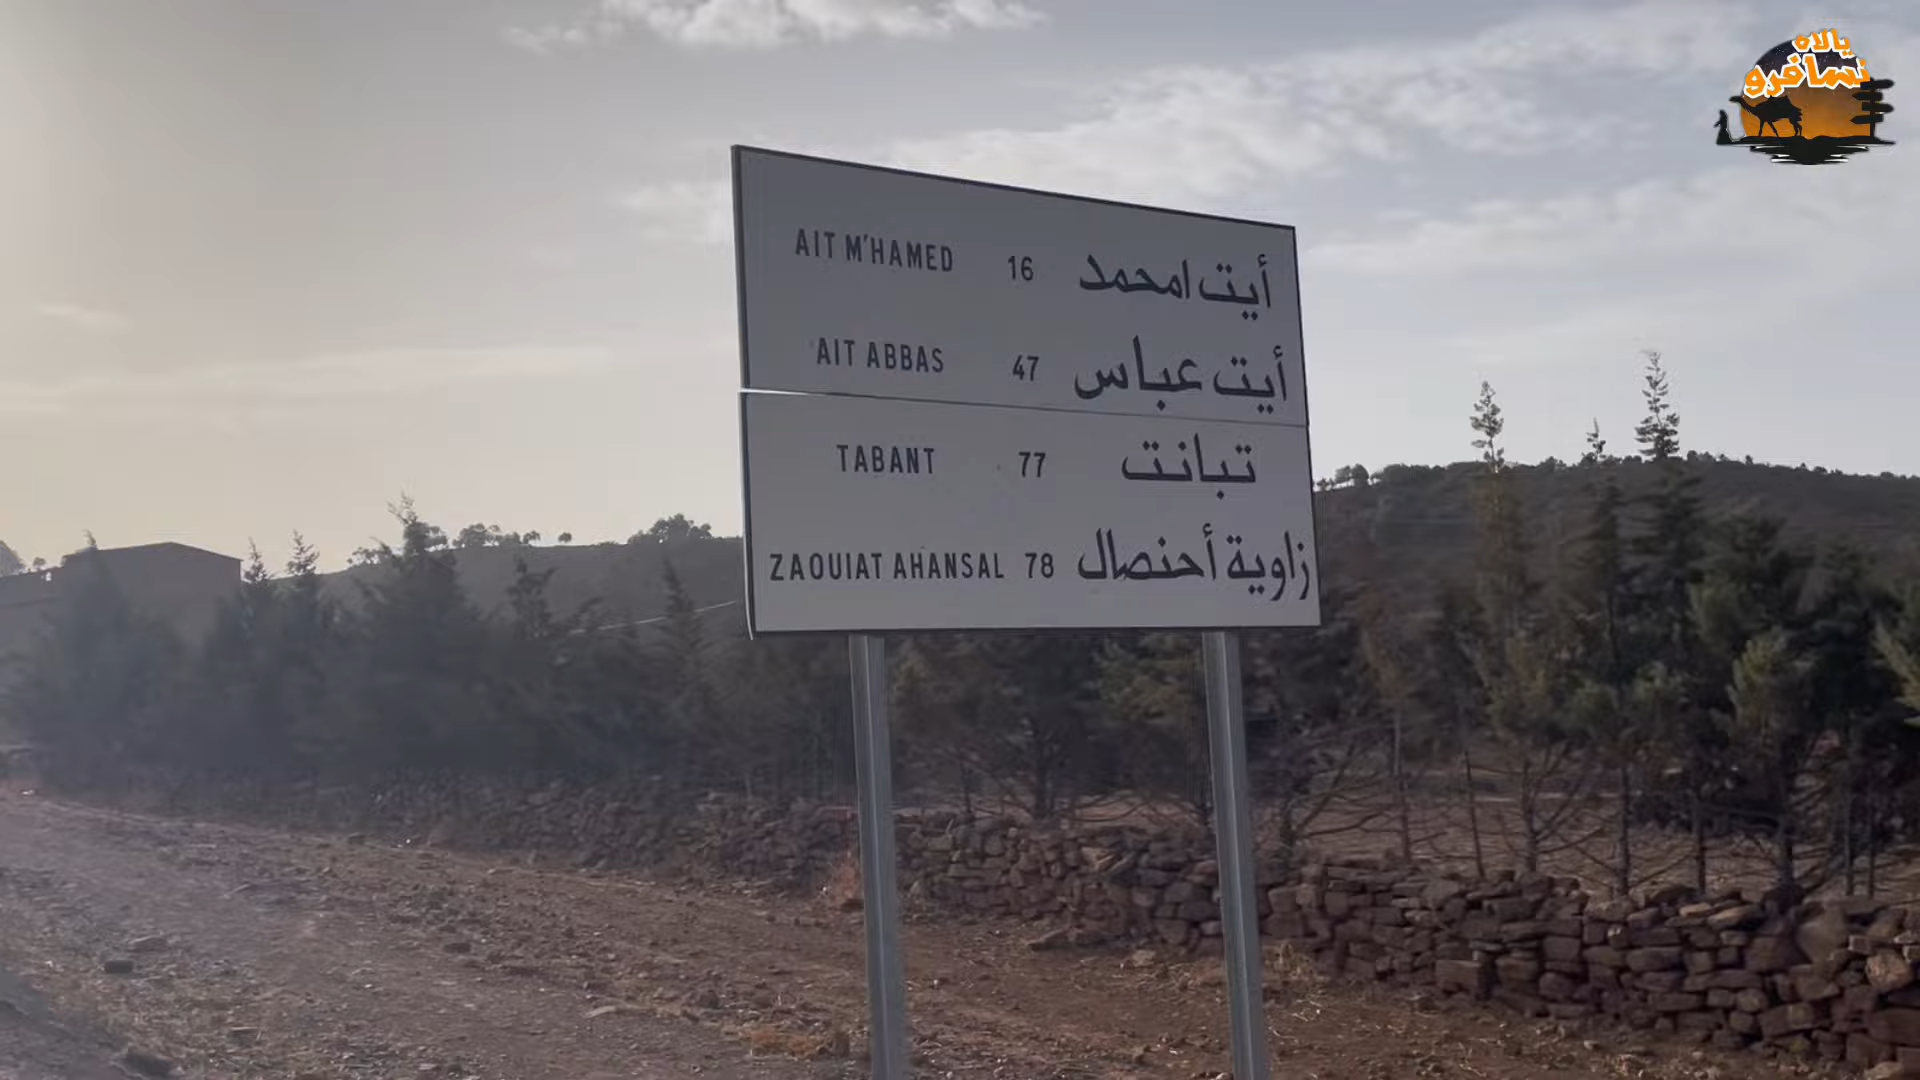 يالاه
نسافرو
AIT M'HAMED 16 أيت امحمد
AIT ABBAS 47 أيت عباس
TABANT 77 تبانت
ZAOUIAT AHANSAL 78 زاوية أحنصال